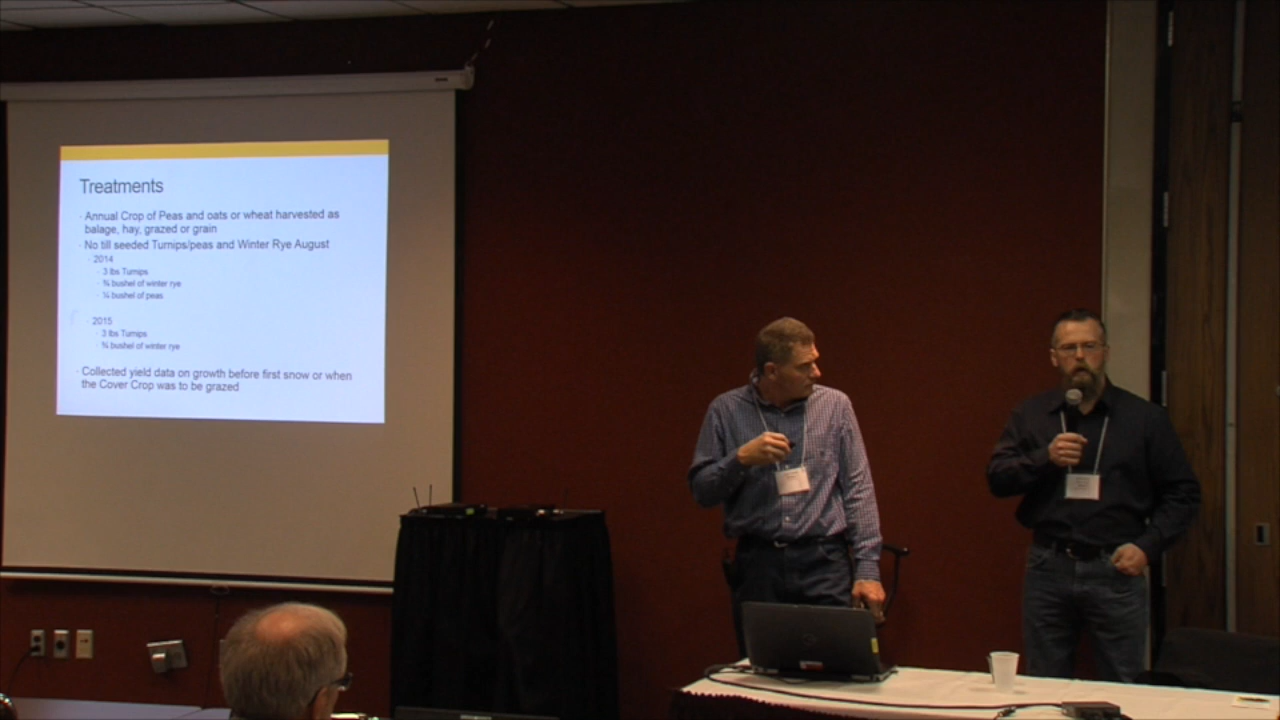 Treatments
· Annual Crop of Peas and oats or wheat harvested as
balage, hay, grazed or grain
· No till seeded Turnips/peas and Winter Rye August
· 2014
· 3 lbs Turnips
· ¾ bushel of winter rye
· ¼ bushel of peas
· 2015
· 3 lbs Turnips
· ¾ bushel of winter rye
· Collected yield data on growth before first snow or when
the Cover Crop was to be grazed